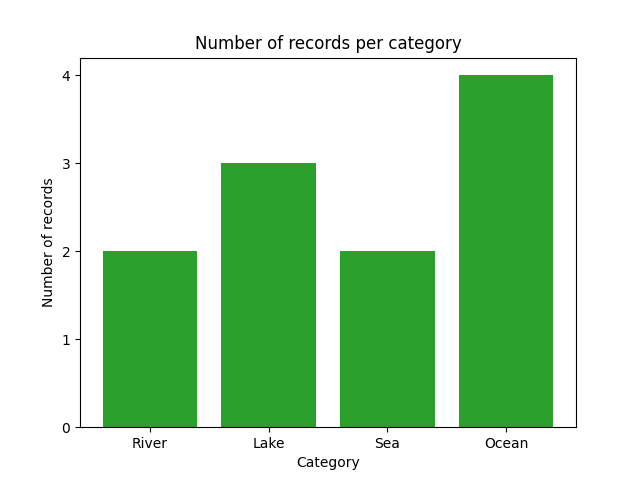 Number of records per category
Number of records
4
3
2
1
0
River Lake Sea Ocean
Category